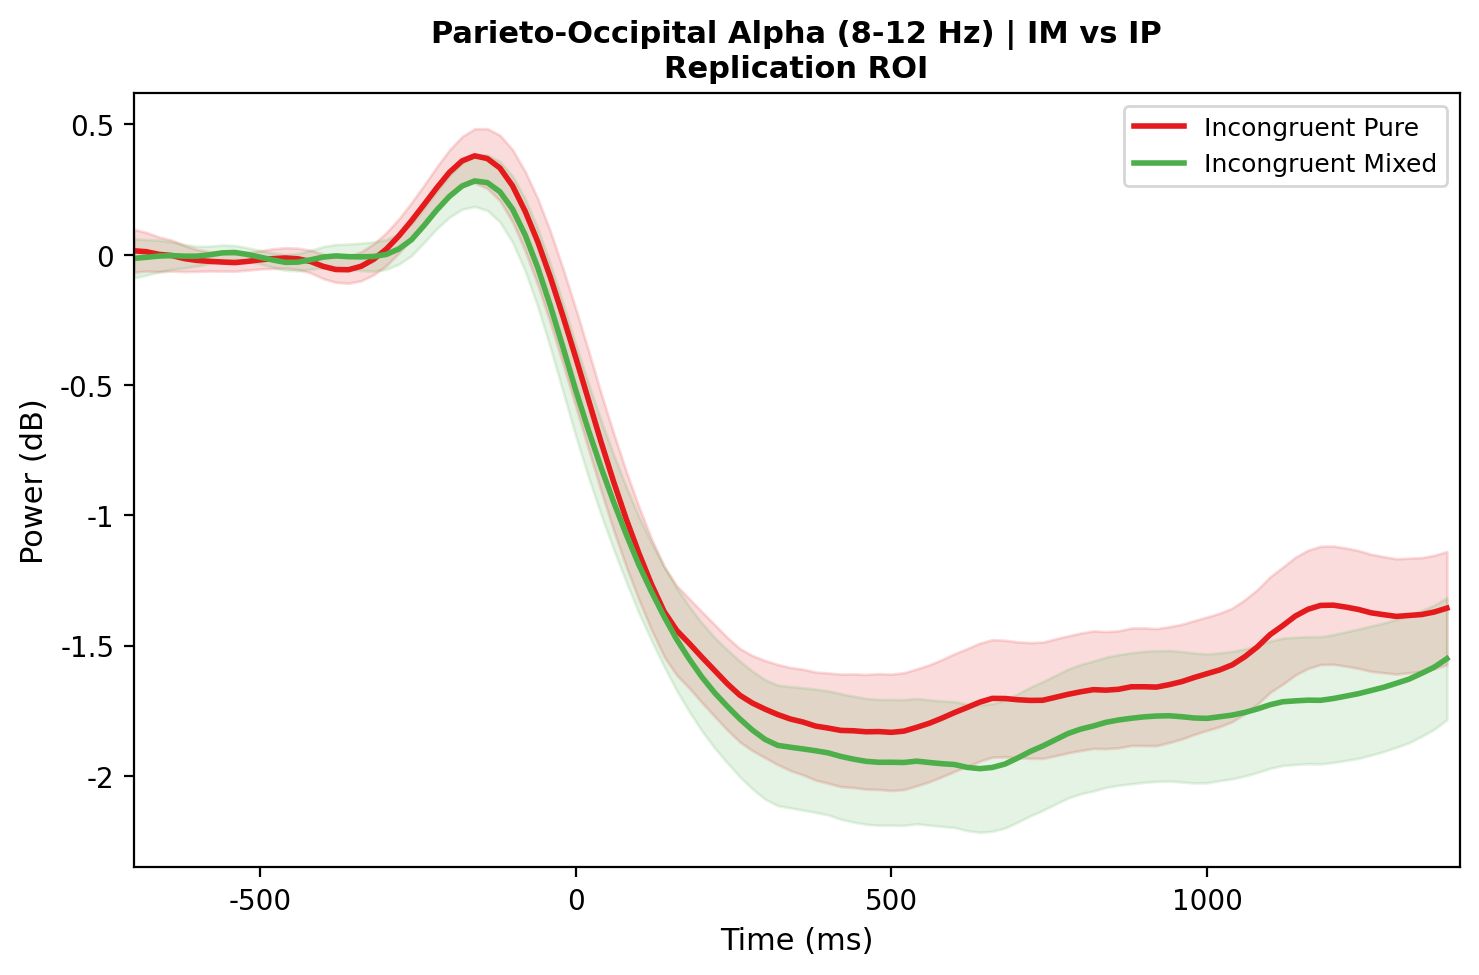 Parieto-Occipital Alpha (8-12 Hz) | IM vs IP
Replication ROI
Incongruent Pure
Incongruent Mixed
Power (dB)
0.5
0
-0.5
-1
-1.5
-2
-500
0
500
1000
Time (ms)